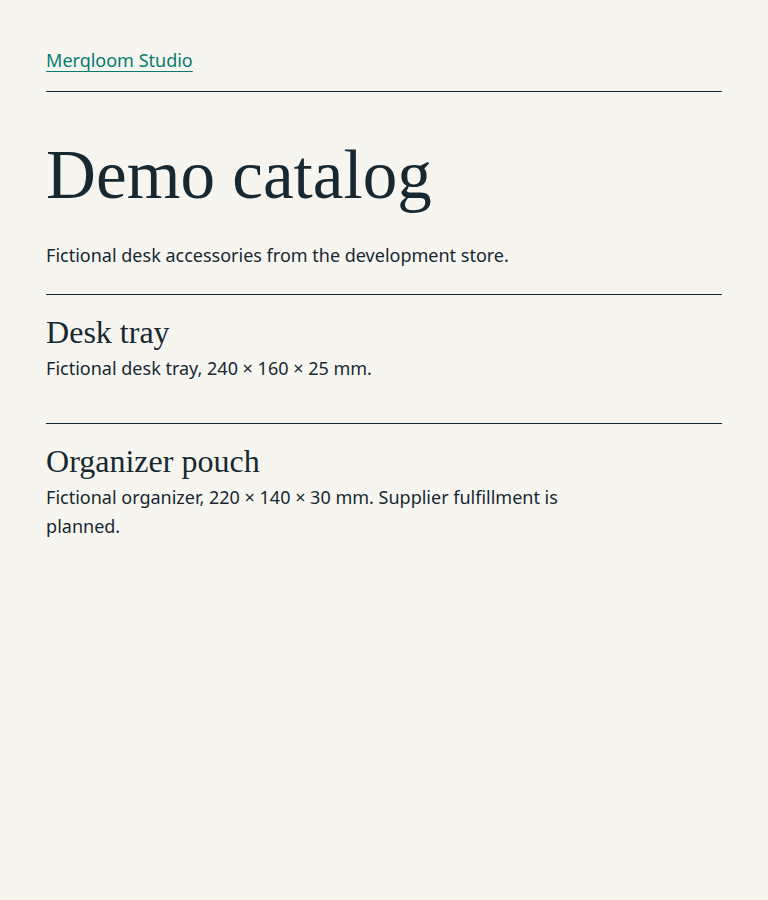 Merqloom Studio
Demo catalog
Fictional desk accessories from the development store.
Desk tray
Fictional desk tray, 240 × 160 × 25 mm.
Organizer pouch
Fictional organizer, 220 × 140 × 30 mm. Supplier fulfillment is
planned.